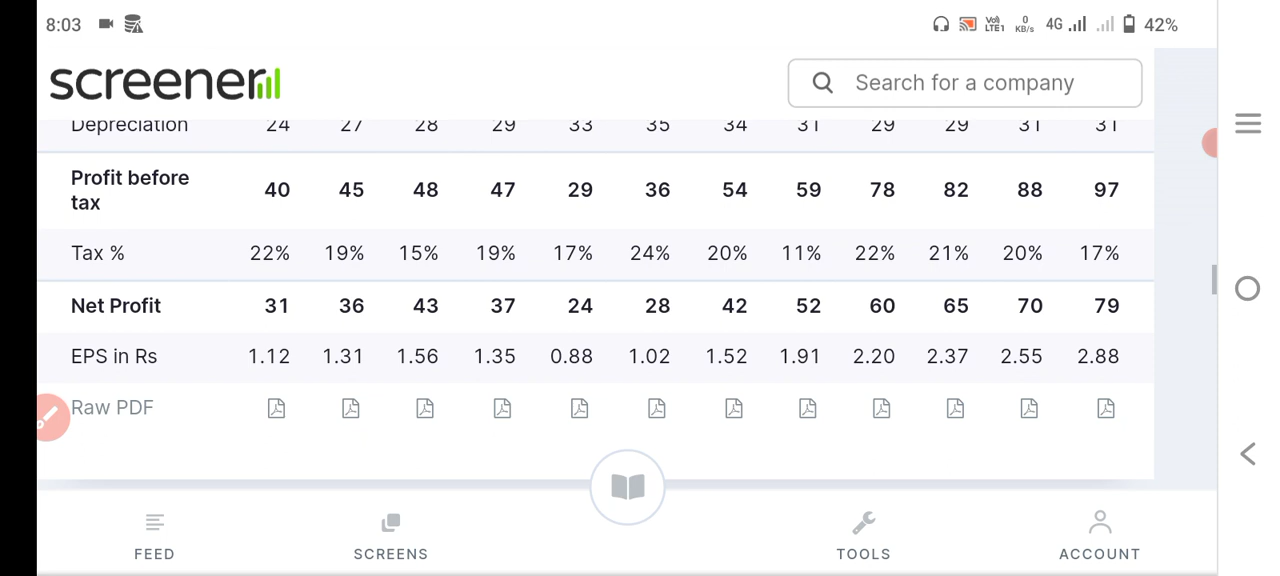 8:03 Vo) LTE1 0 KB/s 4G 42%
screener Search for a company
Depreciation 24 27 28 29 33 35 34 31 29 29 31 31
Profit before tax 40 45 48 47 29 36 54 59 78 82 88 97
Tax % 22% 19% 15% 19% 17% 24% 20% 11% 22% 21% 20% 17%
Net Profit 31 36 43 37 24 28 42 52 60 65 70 79
EPS in Rs 1.12 1.31 1.56 1.35 0.88 1.02 1.52 1.91 2.20 2.37 2.55 2.88
Raw PDF
FEED SCREENS TOOLS ACCOUNT